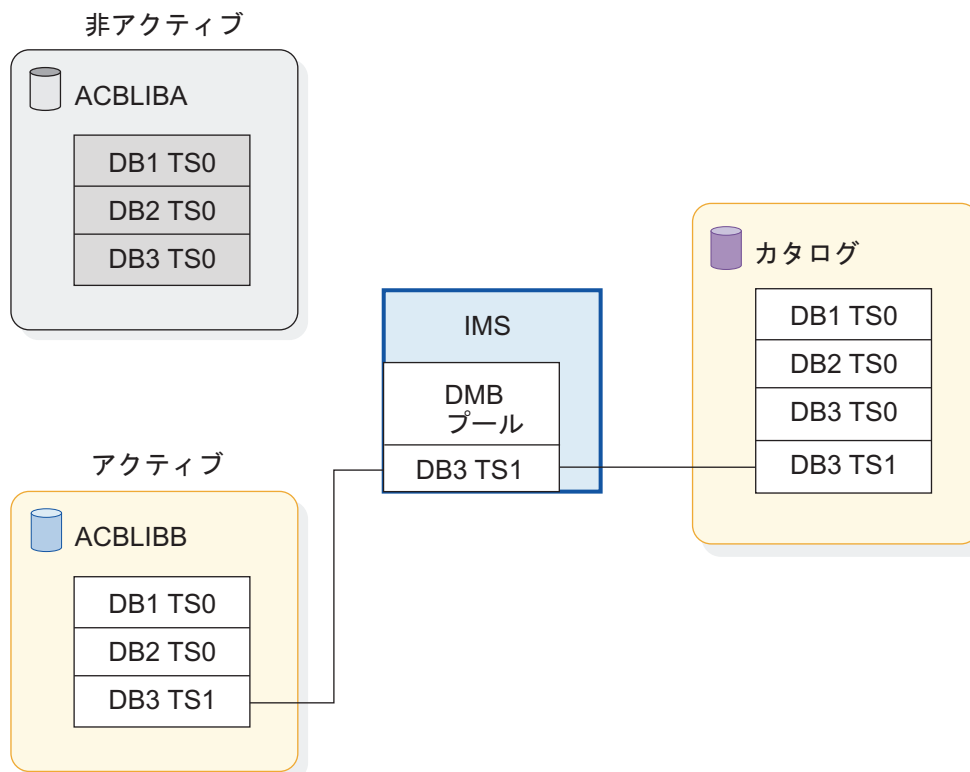 非アクティブ
ACBLIBA
DB1 TS0
DB2 TS0
DB3 TS0
アクティブ
ACBLIBB
DB1 TS0
DB2 TS0
DB3 TS1
IMS
DMB
プール
DB3 TS1
カタログ
DB1 TS0
DB2 TS0
DB3 TS0
DB3 TS1